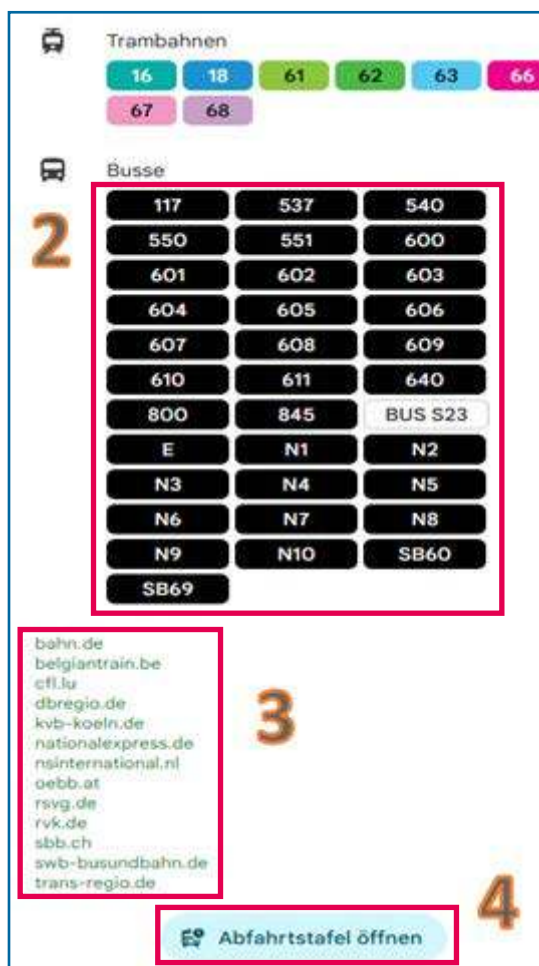 Trambahnen
16 18 61 62 63 66
67 68
Busse
2
117 537 540
550 551 600
601 602 603
604 605 606
607 608 609
610 611 640
800 845 BUS S23
E N1 N2
N3 N4 N5
N6 N7 N8
N9 N10 SB60
SB69
bahn.de
belgiantrain.be
cfl.lu
dbregio.de
kvb-koeln.de
nationalexpress.de
nsinternational.nl
oebb.at
rsvg.de
rvk.de
sbb.ch
swb-busundbahn.de
trans-regio.de
3
4
Abfahrtstafel öffnen